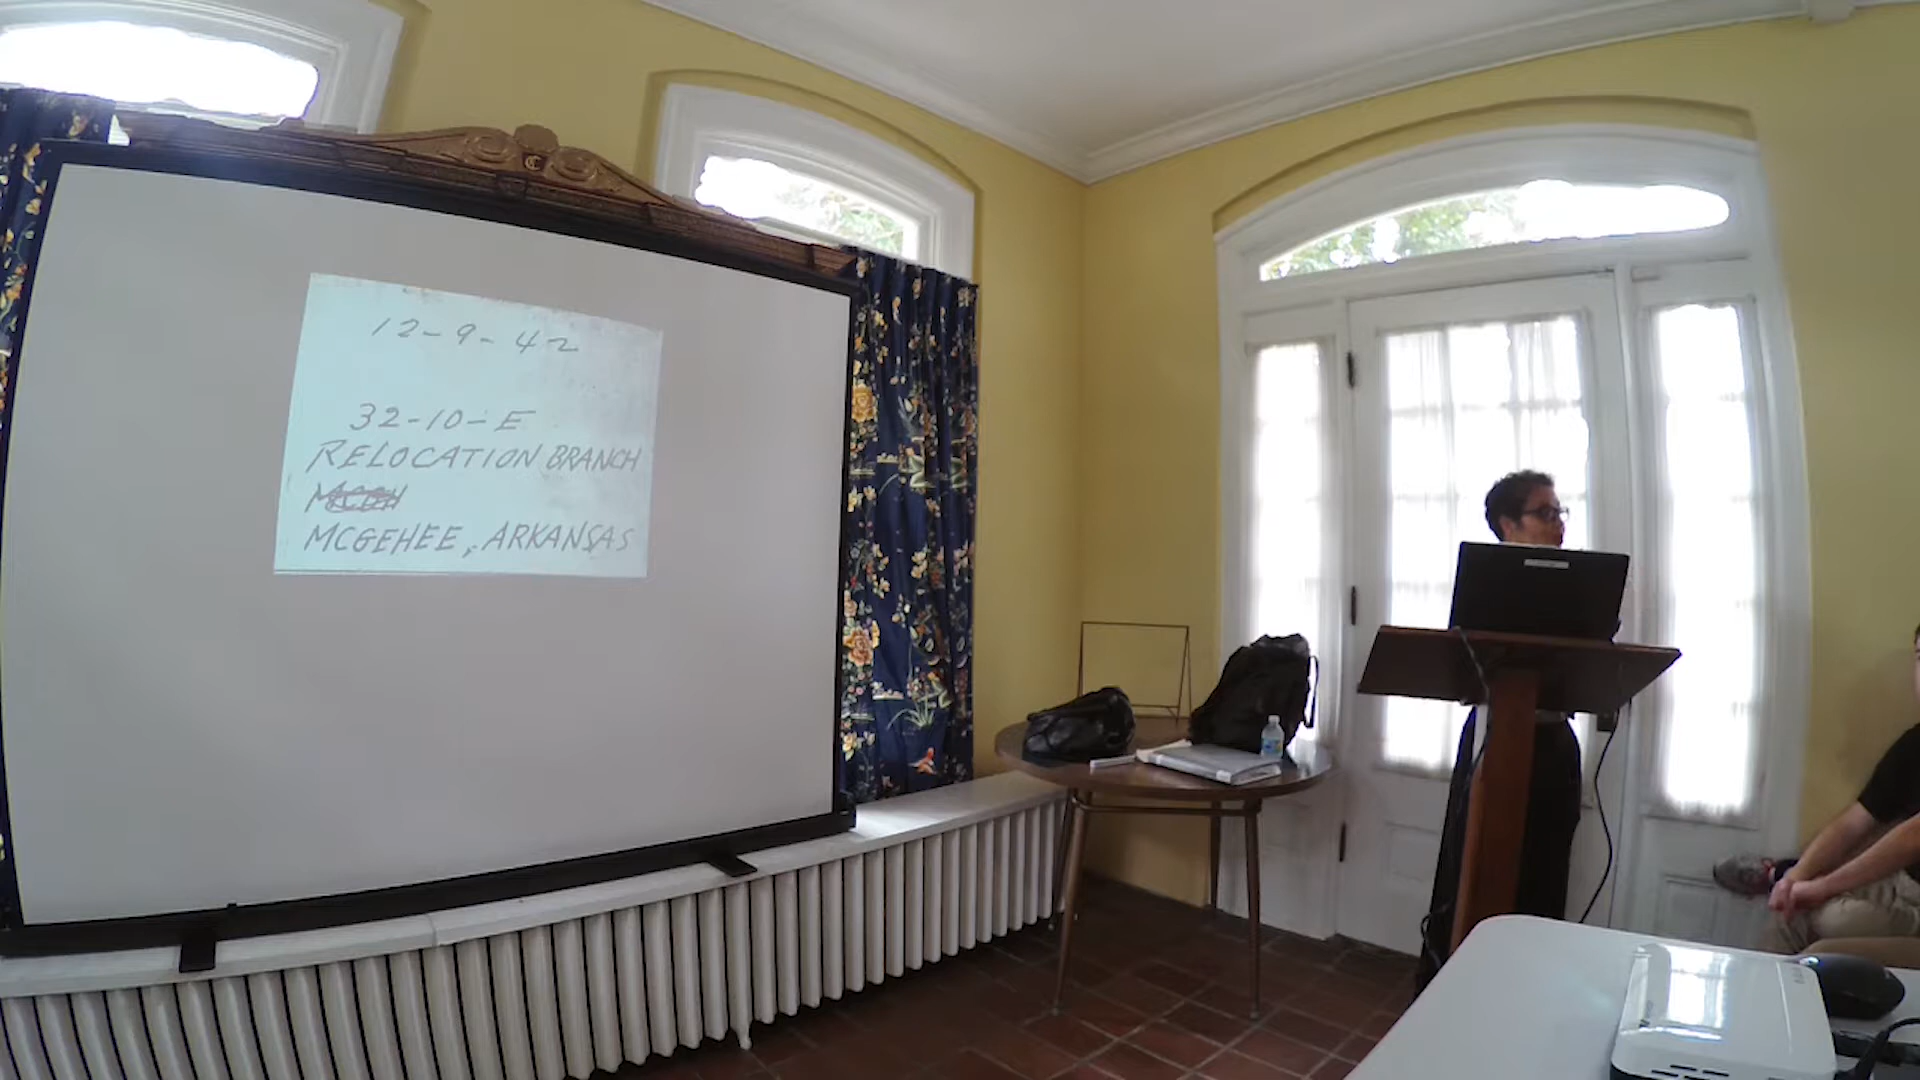 12-9-42
32-10-E
RELOCATION BRANCH
MCGEHEE, ARKANSAS